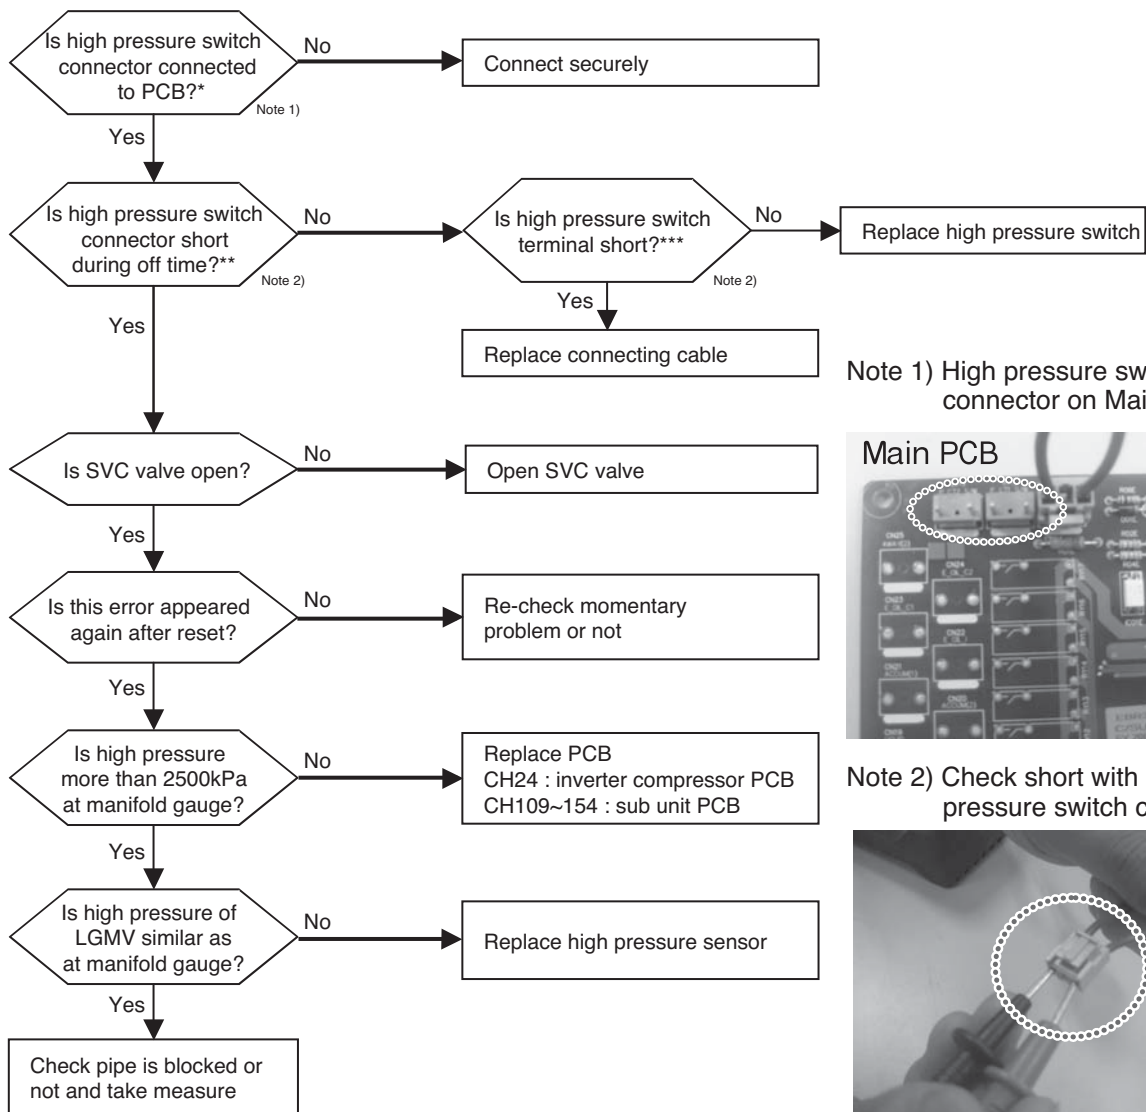 Is high pressure switch
connector connected
to PCB?*
No
Connect securely
Note 1)
Yes
Is high pressure switch
connector short
during off time?**
No
Is high pressure switch
terminal short?***
No
Replace high pressure switch
Note 2)
Note 2)
Yes
Yes
Replace connecting cable
Note 1) High pressure sw
connector on Mai
Is SVC valve open?
No
Open SVC valve
Main PCB
Yes
Is this error appeared
again after reset?
No
Re-check momentary
problem or not
CN25
CN24
CN23
CN22
CN21
CN20
Yes
Is high pressure
more than 2500kPa
at manifold gauge?
No
Replace PCB
CH24 : inverter compressor PCB
CH109~154 : sub unit PCB
Note 2) Check short with
pressure switch c
Yes
Is high pressure of
LGMV similar as
at manifold gauge?
No
Replace high pressure sensor
Yes
Check pipe is blocked or
not and take measure